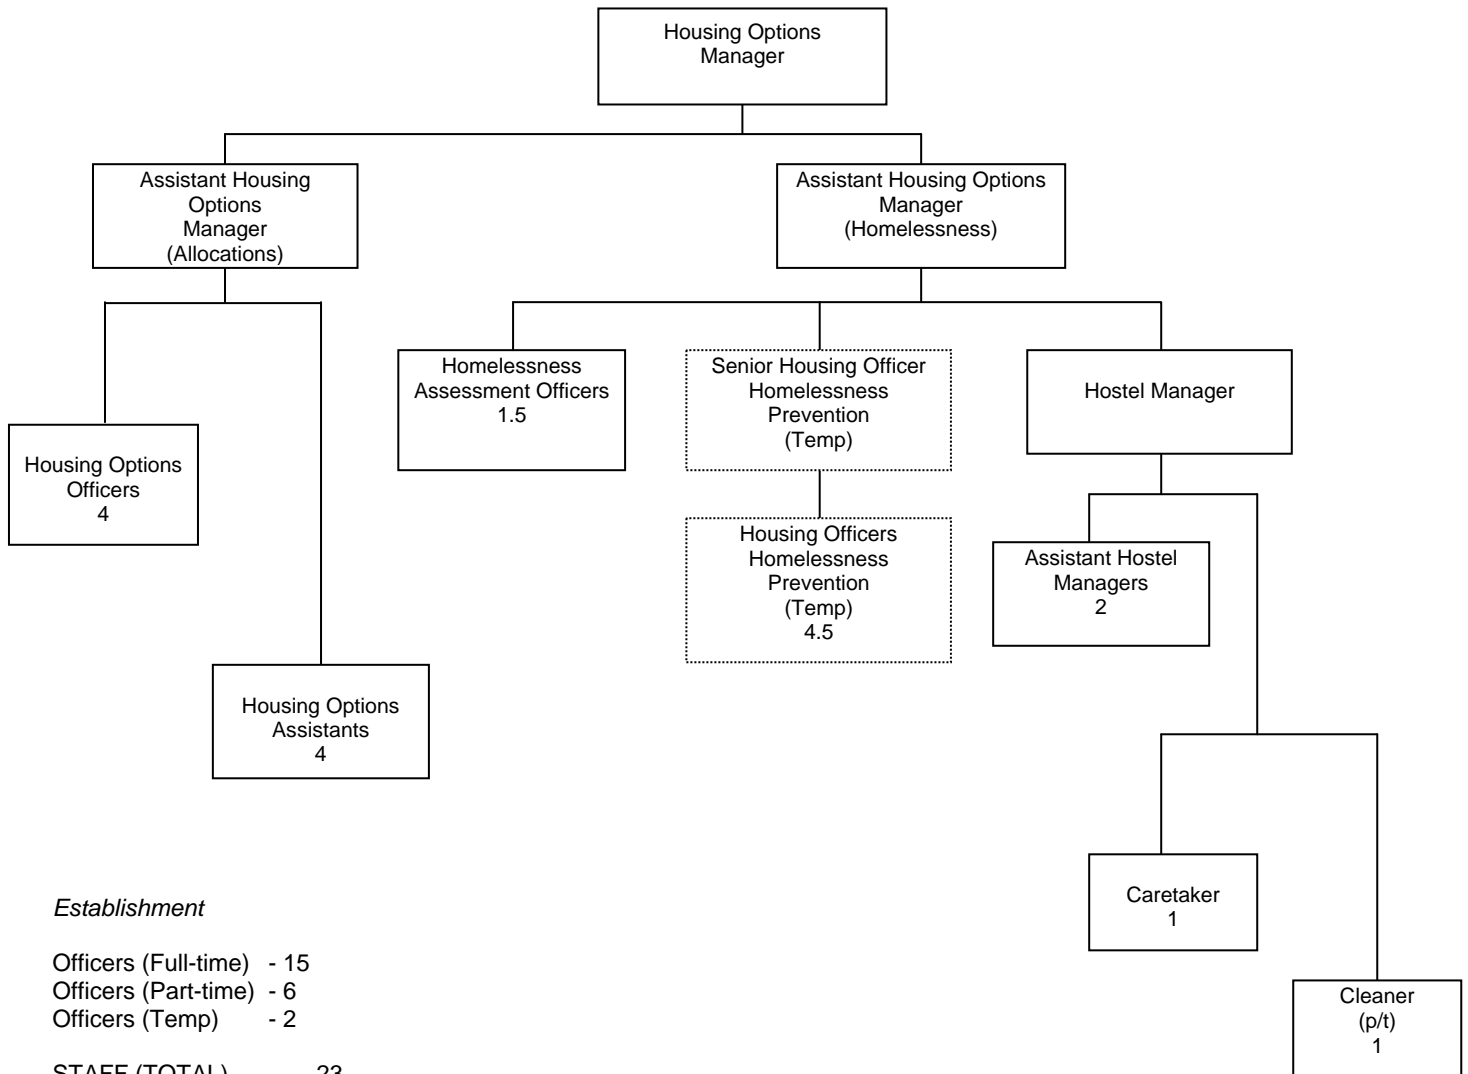 Housing Options
Manager
Assistant Housing
Options
Manager
(Allocations)
Assistant Housing Options
Manager
(Homelessness)
Homelessness
Assessment Officers
1.5
Senior Housing Officer
Homelessness
Prevention
(Temp)
Hostel Manager
Housing Options
Officers
4
Housing Officers
Homelessness
Prevention
(Temp)
4.5
Assistant Hostel
Managers
2
Housing Options
Assistants
4
Caretaker
1
Cleaner
(p/t)
1
Establishment
Officers (Full-time) - 15
Officers (Part-time) - 6
Officers (Temp) - 2
STAFF (TOTAL) 23